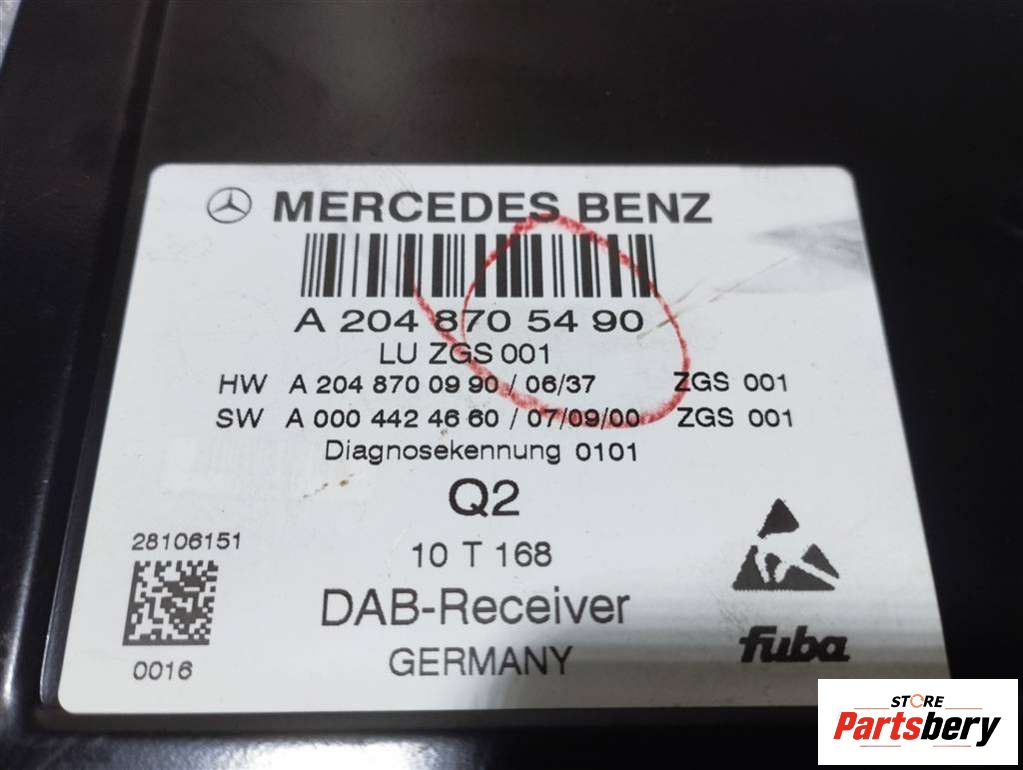 MERCEDES BENZ
A 204 870 54 90
LU ZGS 001
HW A 204 870 09 90 / 06/37 ZGS 001
SW A 000 442 46 60 / 07/09/00 ZGS 001
Diagnosekennung 0101
Q2
28106151
10 T 168
DAB-Receiver
fuba
0016
GERMANY
STORE
Partsbery